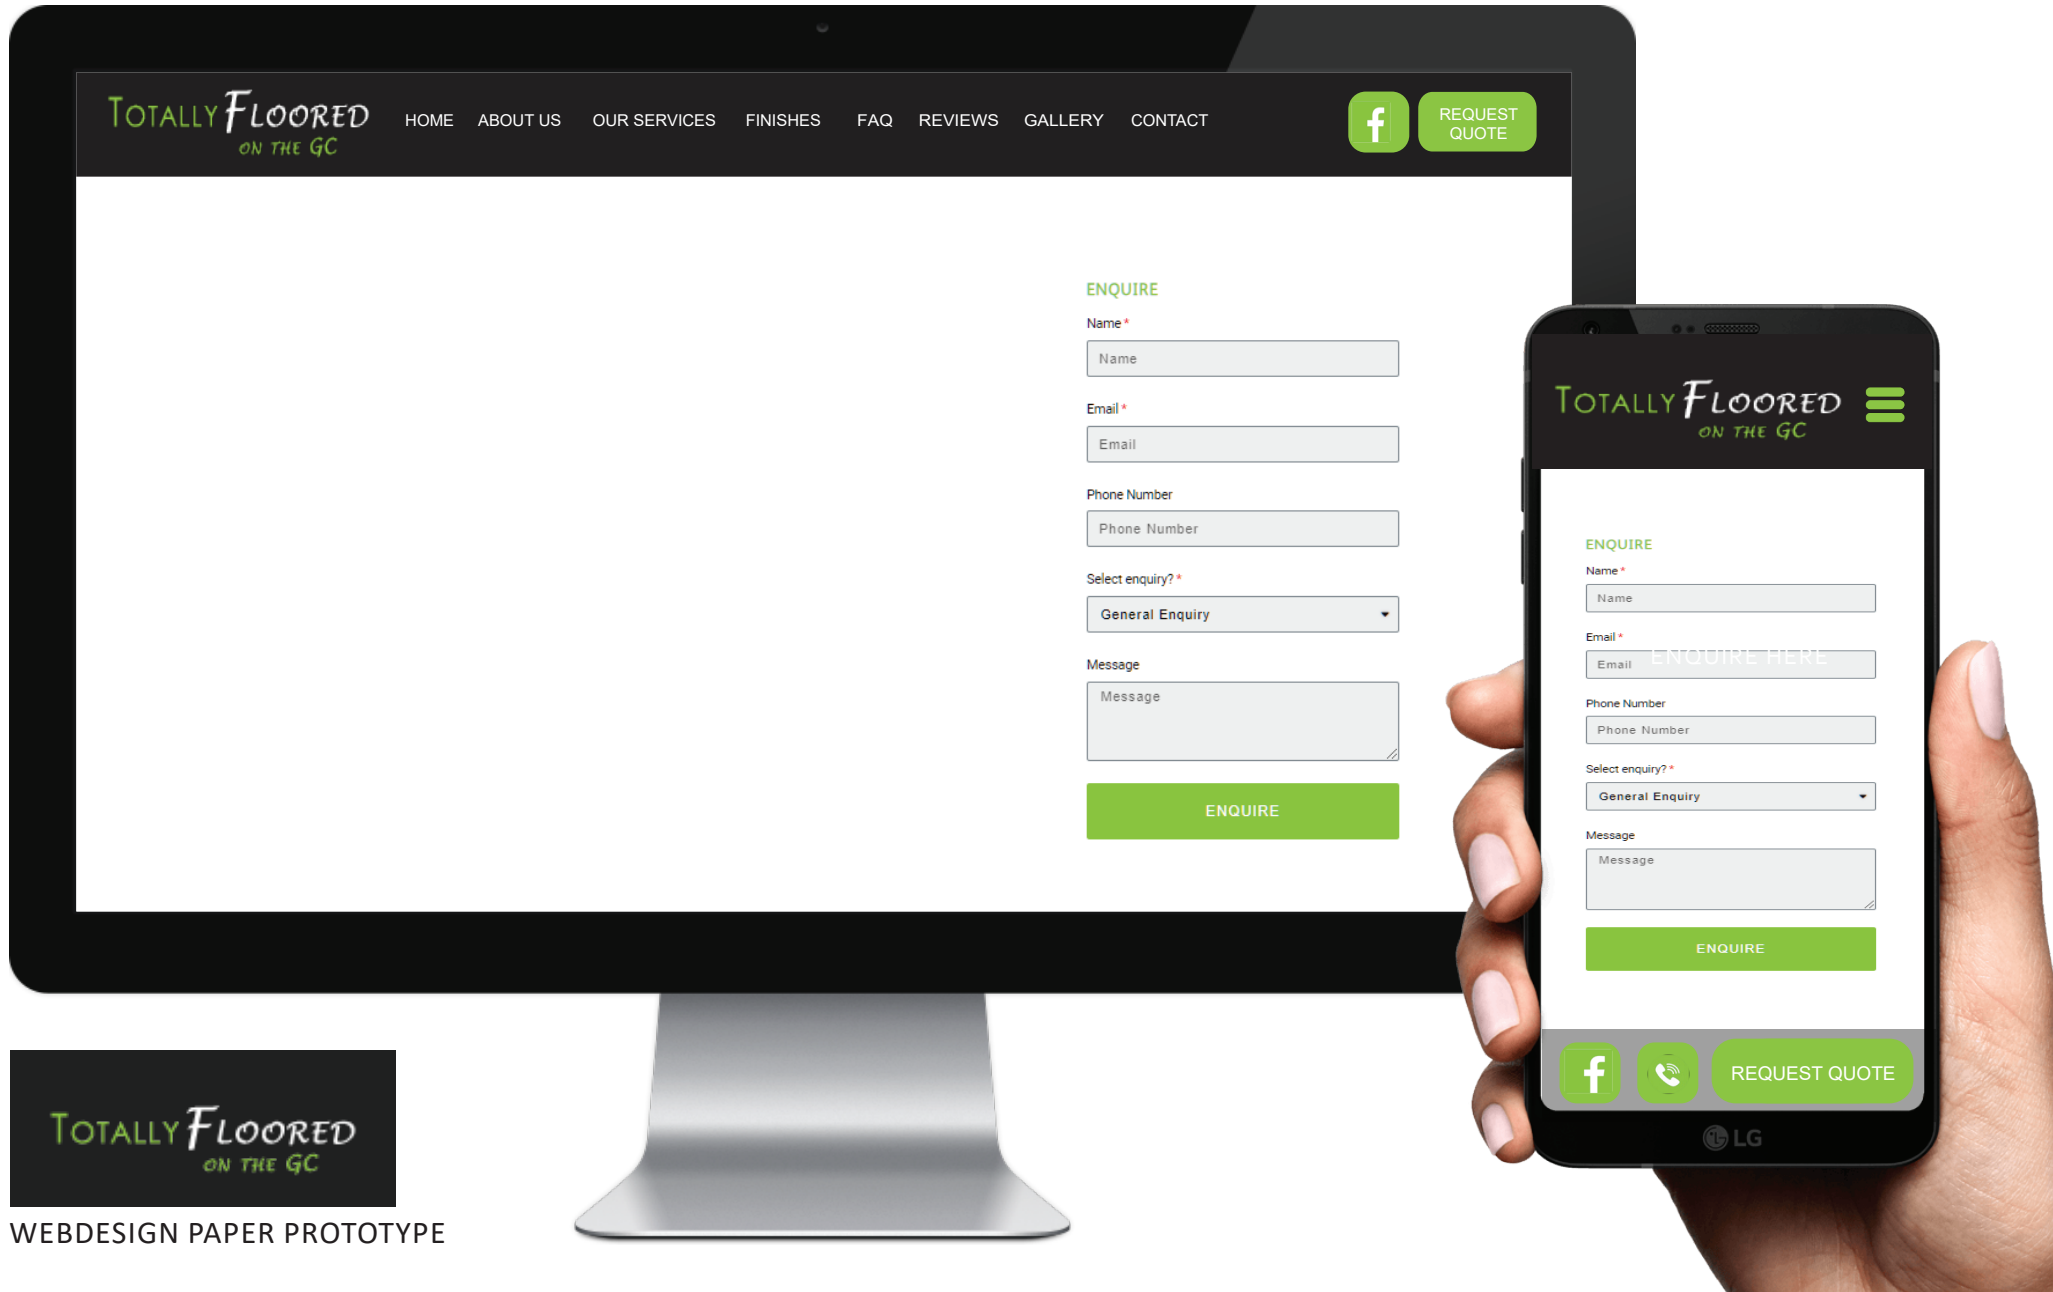 TOTALLY FLOORED
ON THE GC
HOME ABOUT US OUR SERVICES FINISHES FAQ REVIEWS GALLERY CONTACT
f
REQUEST
QUOTE
ENQUIRE
Name *
Name
Email *
Email
Phone Number
Phone Number
Select enquiry? *
General Enquiry
Message
Message
ENQUIRE
TOTALLY FLOORED
ON THE GC
ENQUIRE
Name *
Name
Email *
Email
ENQUIRE HERE
Phone Number
Phone Number
Select enquiry? *
General Enquiry
Message
Message
ENQUIRE
f
REQUEST QUOTE
LG
TOTALLY FLOORED
ON THE GC
WEBDESIGN PAPER PROTOTYPE